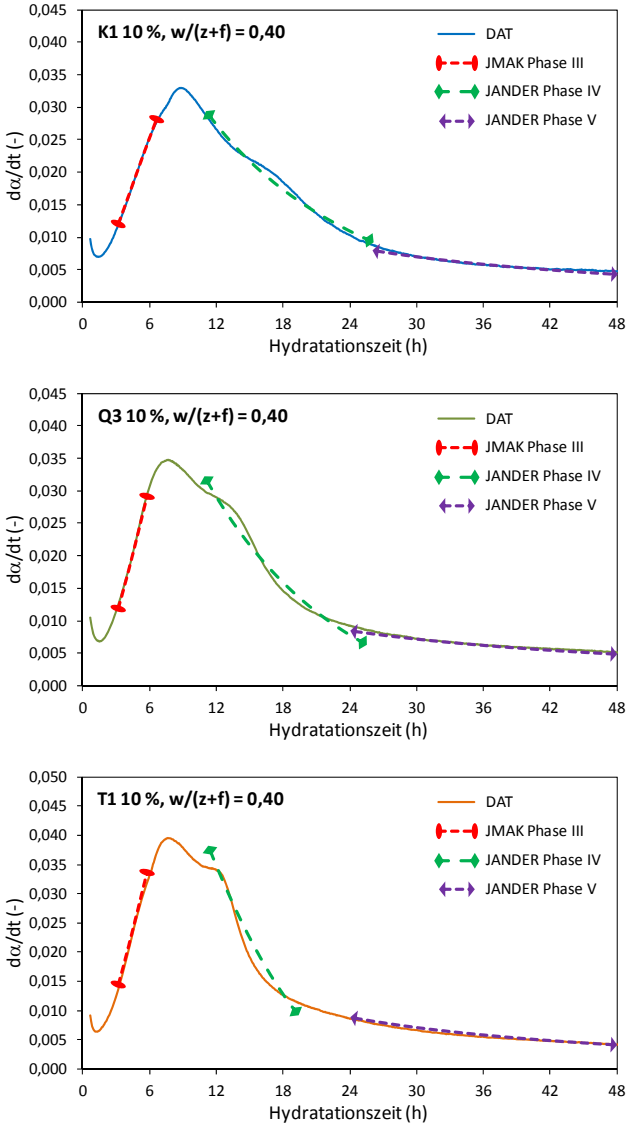 0,045
0,040
0,035
0,030
0,025
0,020
0,015
0,010
0,005
0,000
dα/dt (-)
K1 10 %, w/(z+f) = 0,40
DAT
JMAK Phase III
JANDER Phase IV
JANDER Phase V
0 6 12 18 24 30 36 42 48
Hydratationszeit (h)
0,045
0,040
0,035
0,030
0,025
0,020
0,015
0,010
0,005
0,000
dα/dt (-)
Q3 10 %, w/(z+f) = 0,40
DAT
JMAK Phase III
JANDER Phase IV
JANDER Phase V
0 6 12 18 24 30 36 42 48
Hydratationszeit (h)
0,050
0,045
0,040
0,035
0,030
0,025
0,020
0,015
0,010
0,005
0,000
dα/dt (-)
T1 10 %, w/(z+f) = 0,40
DAT
JMAK Phase III
JANDER Phase IV
JANDER Phase V
0 6 12 18 24 30 36 42 48
Hydratationszeit (h)